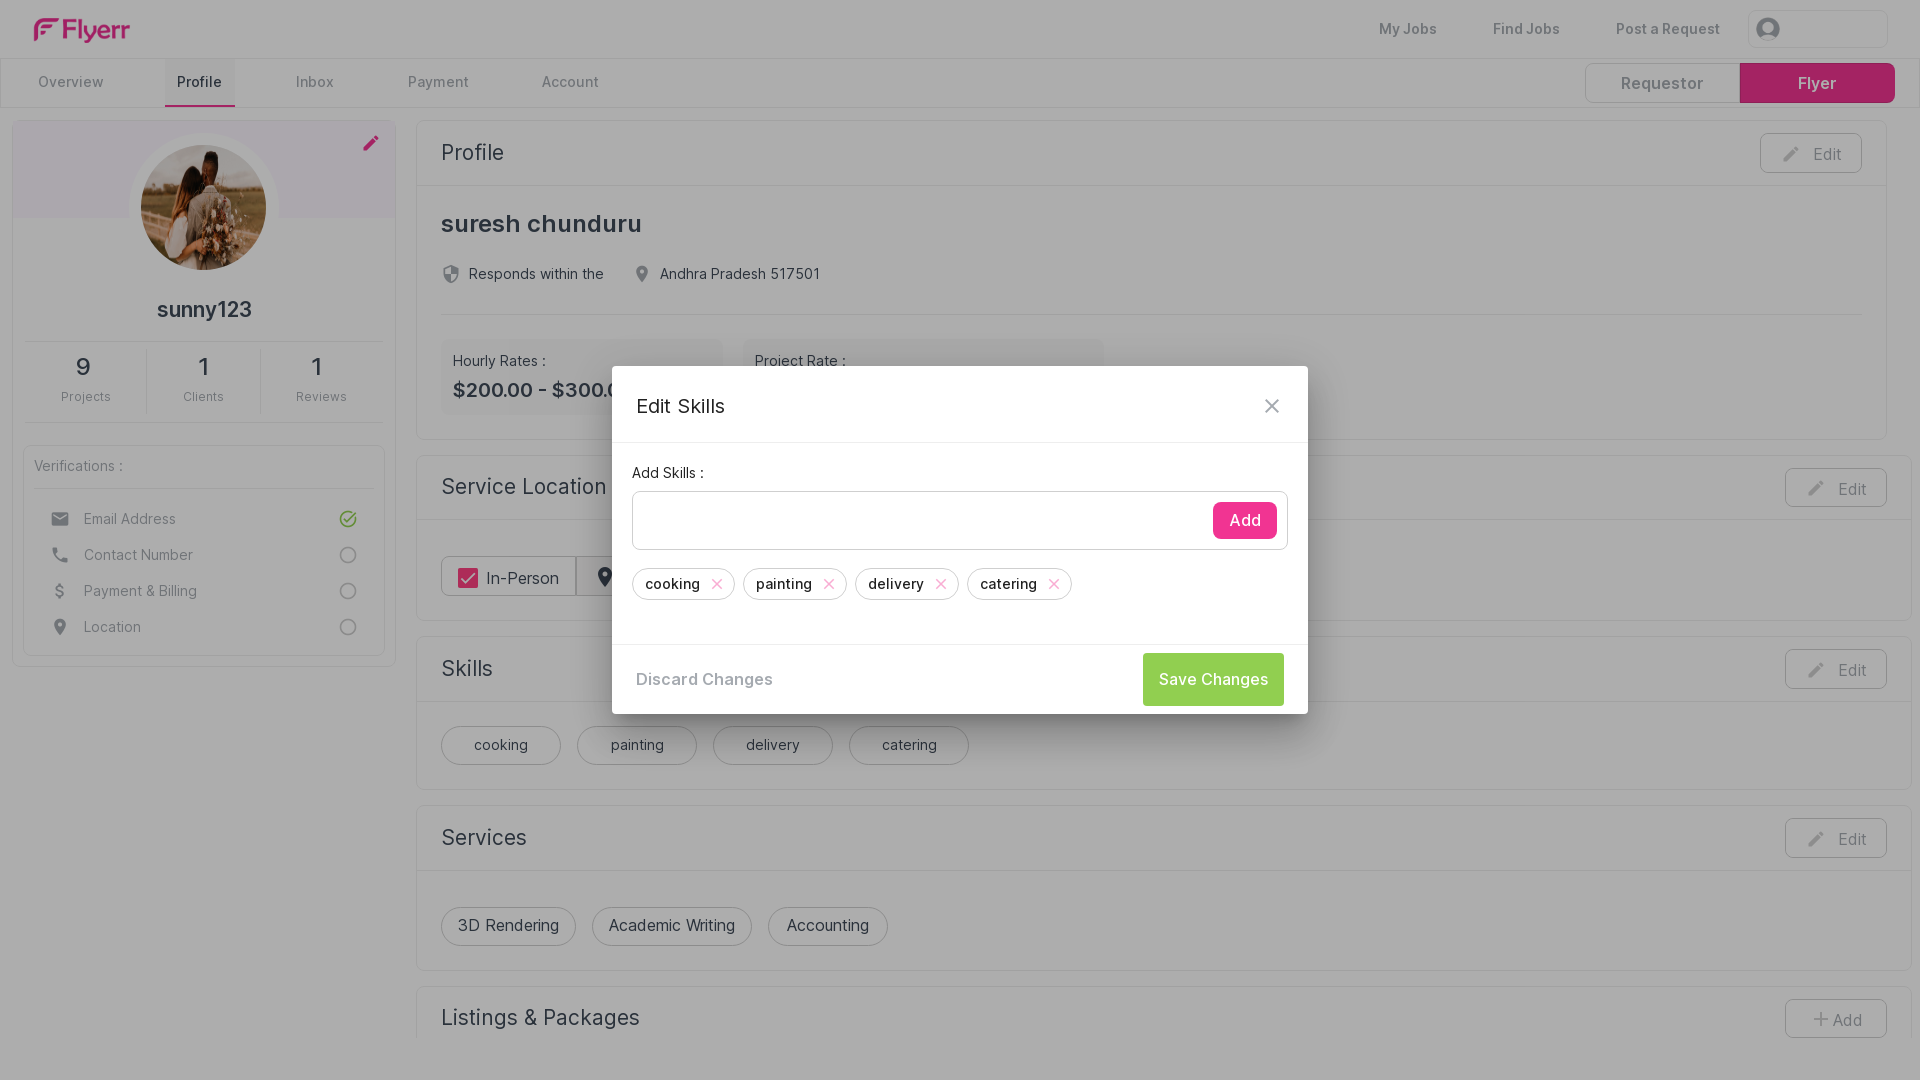 Flyerr
My Jobs
Find Jobs
Post a Request
Overview
Profile
Inbox
Payment
Account
Requestor
Flyer
sunny123
9
Projects
1
Clients
1
Reviews
Verifications :
Email Address
Contact Number
Payment & Billing
Location
Profile
Edit
suresh chunduru
Responds within the
Andhra Pradesh 517501
Hourly Rates :
$200.00 - $300.0
Project Rate :
Service Location
Edit
In-Person
Edit Skills
Add Skills :
Add
cooking
painting
delivery
catering
Discard Changes
Save Changes
Skills
Edit
cooking
painting
delivery
catering
Services
Edit
3D Rendering
Academic Writing
Accounting
Listings & Packages
Add